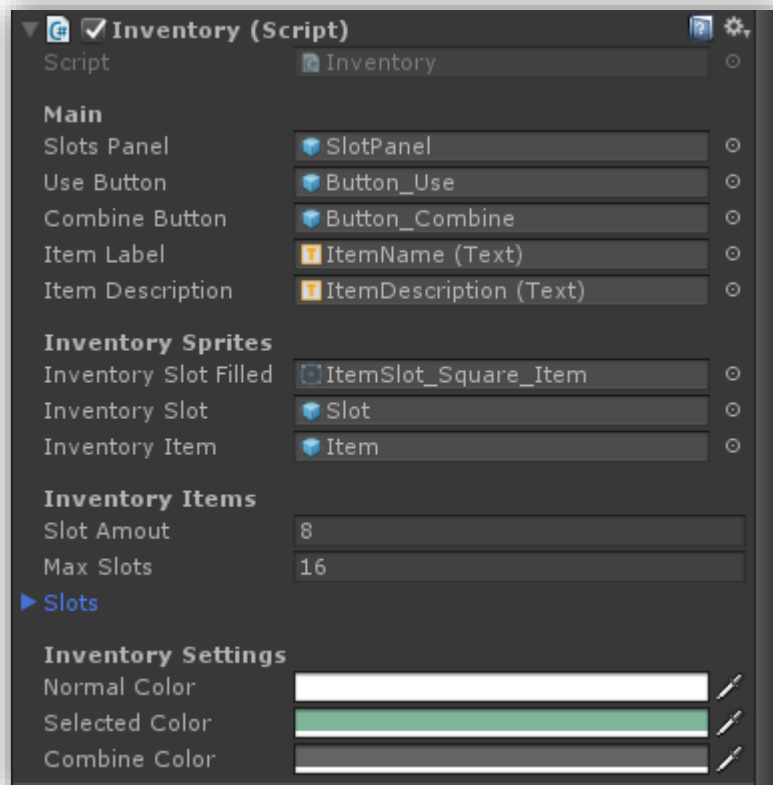 Inventory (Script)
Script Inventory
Main
Slots Panel SlotPanel
Use Button Button_Use
Combine Button Button_Combine
Item Label ItemName (Text)
Item Description ItemDescription (Text)
Inventory Sprites
Inventory Slot Filled ItemSlot_Square_Item
Inventory Slot Slot
Inventory Item Item
Inventory Items
Slot Amout 8
Max Slots 16
Slots
Inventory Settings
Normal Color
Selected Color
Combine Color